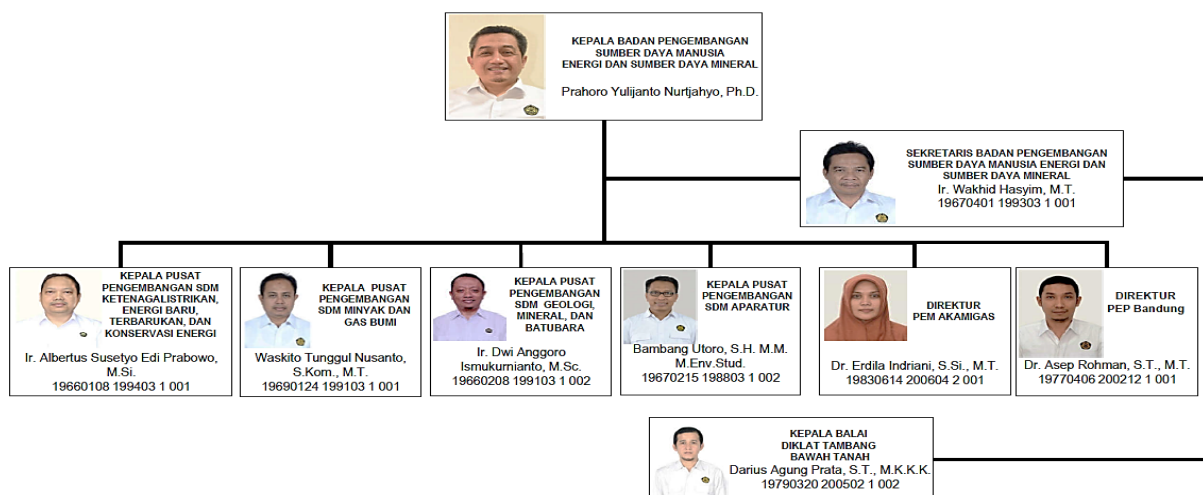 KEPALA BADAN PENGEMBANGAN
SUMBER DAYA MANUSIA
ENERGI DAN SUMBER DAYA MINERAL
Prahoro Yulijanto Nurtjahyo, Ph.D.
SEKRETARIS BADAN PENGEMBANGAN
SUMBER DAYA MANUSIA ENERGI DAN
SUMBER DAYA MINERAL
Ir. Wakhid Hasyim, M.T.
19670401 199303 1 001
KEPALA PUSAT
PENGEMBANGAN SDM
KETENAGALISTRIKAN,
ENERGI BARU,
TERBARUKAN, DAN
KONSERVASI ENERGI
Ir. Albertus Susetyo Edi Prabowo,
M.Si.
19660108 199403 1 001
KEPALA PUSAT
PENGEMBANGAN
SDM MINYAK DAN
GAS BUMI
Waskito Tunggul Nusanto,
S.Kom., M.T.
19690124 199103 1 001
KEPALA PUSAT
PENGEMBANGAN
SDM GEOLOGI,
MINERAL, DAN
BATUBARA
Ir. Dwi Anggoro
Ismukurnianto, M.Sc.
19660208 199103 1 002
KEPALA PUSAT
PENGEMBANGAN
SDM APARATUR
Bambang Utoro, S.H. M.M.
M.Env.Stud.
19670215 198803 1 002
DIREKTUR
PEM AKAMIGAS
Dr. Erdila Indriani, S.Si., M.T.
19830614 200604 2 001
DIREKTUR
PEP Bandung
Dr. Asep Rohman, S.T., M.T.
19770406 200212 1 001
KEPALA BALAI
DIKLAT TAMBANG
BAWAH TANAH
Darius Agung Prata, S.T., M.K.K.K.
19790320 200502 1 002